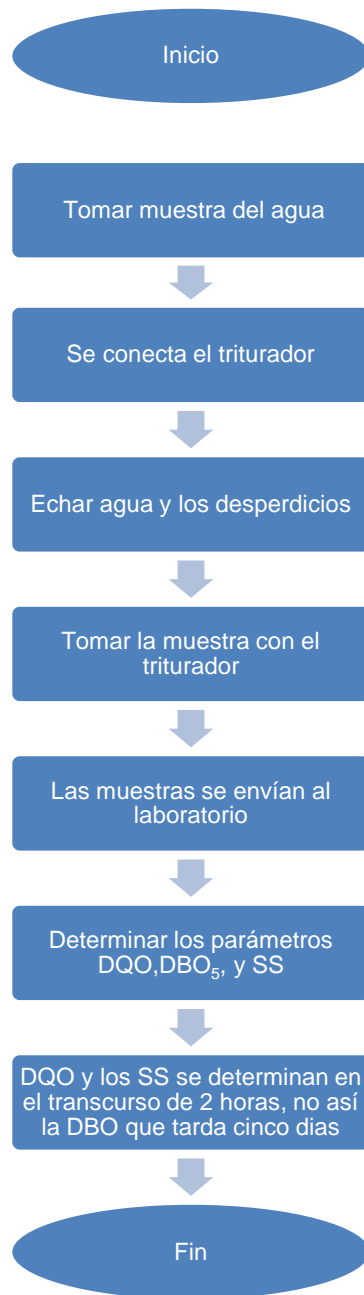 Inicio
Tomar muestra del agua
Se conecta el triturador
Echar agua y los desperdicios
Tomar la muestra con el
triturador
Las muestras se envían al
laboratorio
Determinar los parámetros
DQO,DBO₅, y SS
DQO y los SS se determinan en
el transcurso de 2 horas, no así
la DBO que tarda cinco dias
Fin